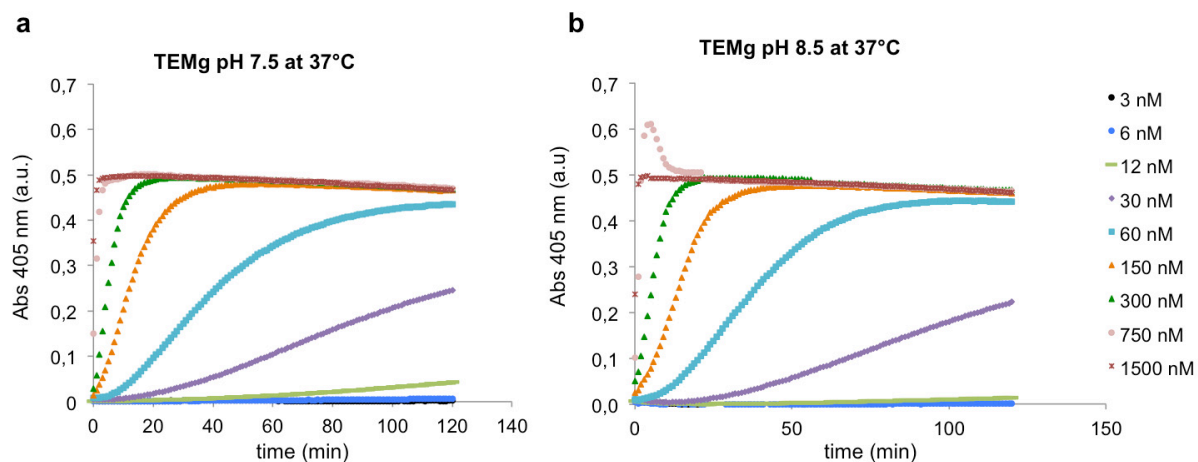 a
TEMg pH 7.5 at 37°C
Abs 405 nm (a.u.)
0,7
0,6
0,5
0,4
0,3
0,2
0,1
0
0 20 40 60 80 100 120 140
time (min)
b
TEMg pH 8.5 at 37°C
Abs 405 nm (a.u)
0,7
0,6
0,5
0,4
0,3
0,2
0,1
0,0
0 50 100 150
time (min)
3 nM
6 nM
12 nM
30 nM
60 nM
150 nM
300 nM
750 nM
1500 nM